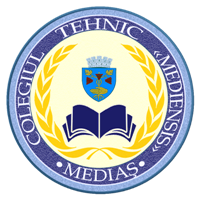 COLEGIUL TEHNIC «MEDIENSIS»
• MEDIAȘ •